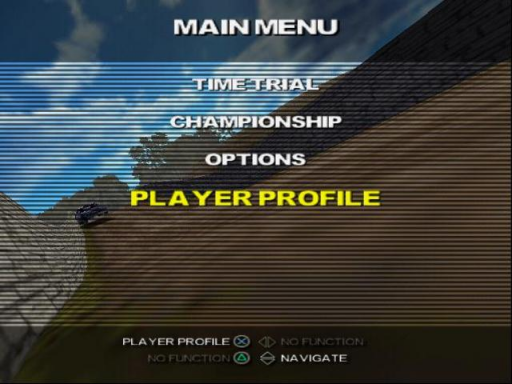 MAIN MENU
TIME TRIAL
CHAMPIONSHIP
OPTIONS
PLAYER PROFILE
PLAYER PROFILE NO FUNCTION
NO FUNCTION NAVIGATE